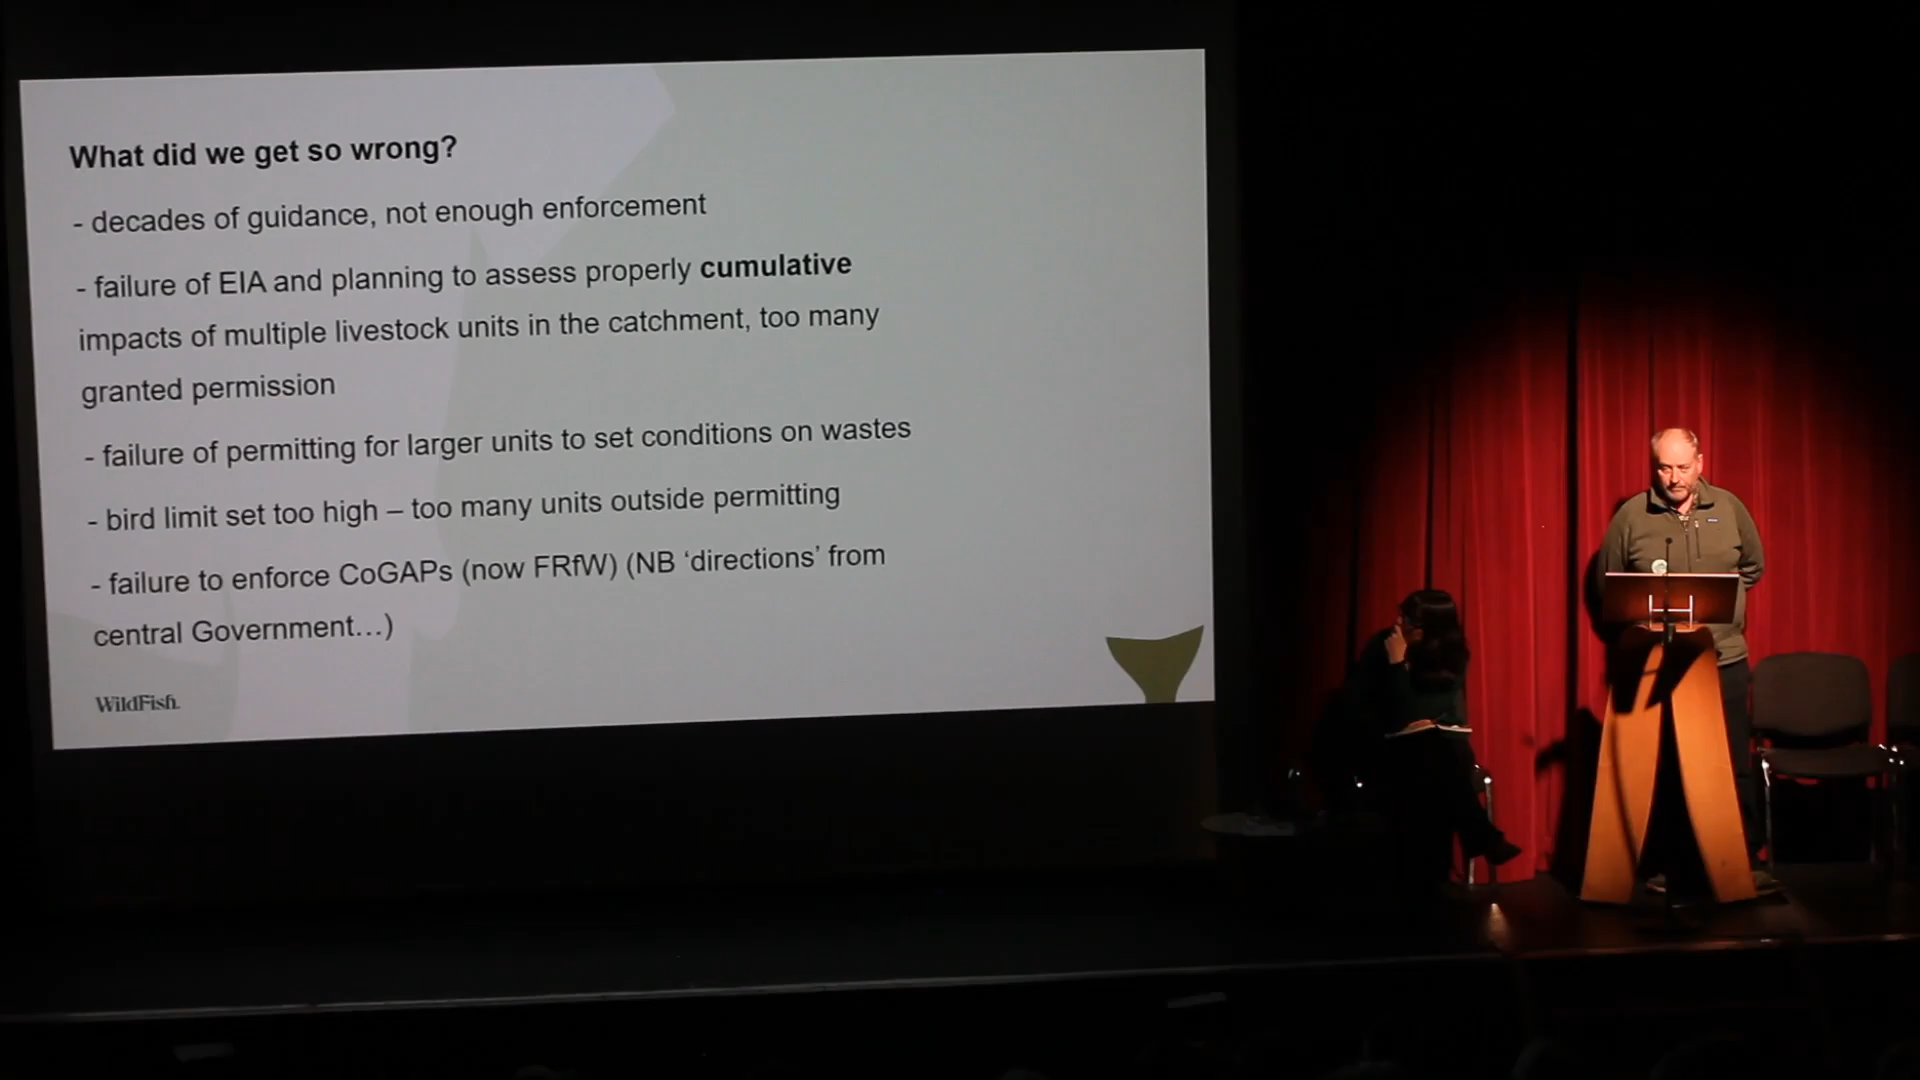 What did we get so wrong?
- decades of guidance, not enough enforcement
- failure of EIA and planning to assess properly cumulative
impacts of multiple livestock units in the catchment, too many
granted permission
- failure of permitting for larger units to set conditions on wastes
- bird limit set too high – too many units outside permitting
- failure to enforce CoGAPs (now FRfW) (NB ‘directions’ from
central Government…)
WildFish.